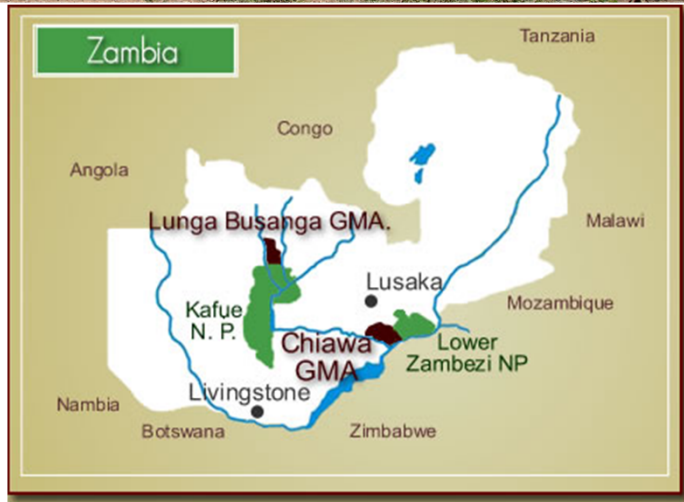 Zambia
Tanzania
Congo
Angola
Lunga Busanga GMA.
Malawi
Lusaka
Mozambique
Kafue
N. P.
Chiawa
GMA
Lower
Zambezi NP
Livingstone
Nambia
Botswana
Zimbabwe